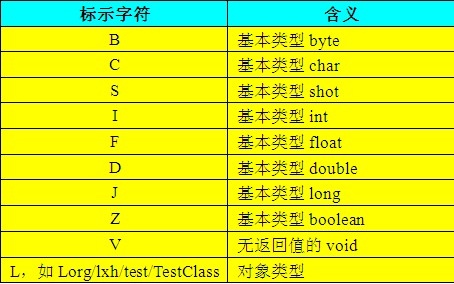 标示字符 含义
B 基本类型 byte
C 基本类型 char
S 基本类型 shot
I 基本类型 int
F 基本类型 float
D 基本类型 double
J 基本类型 long
Z 基本类型 boolean
V 无返回值的 void
L，如 Lorg/lxh/test/TestClass 对象类型